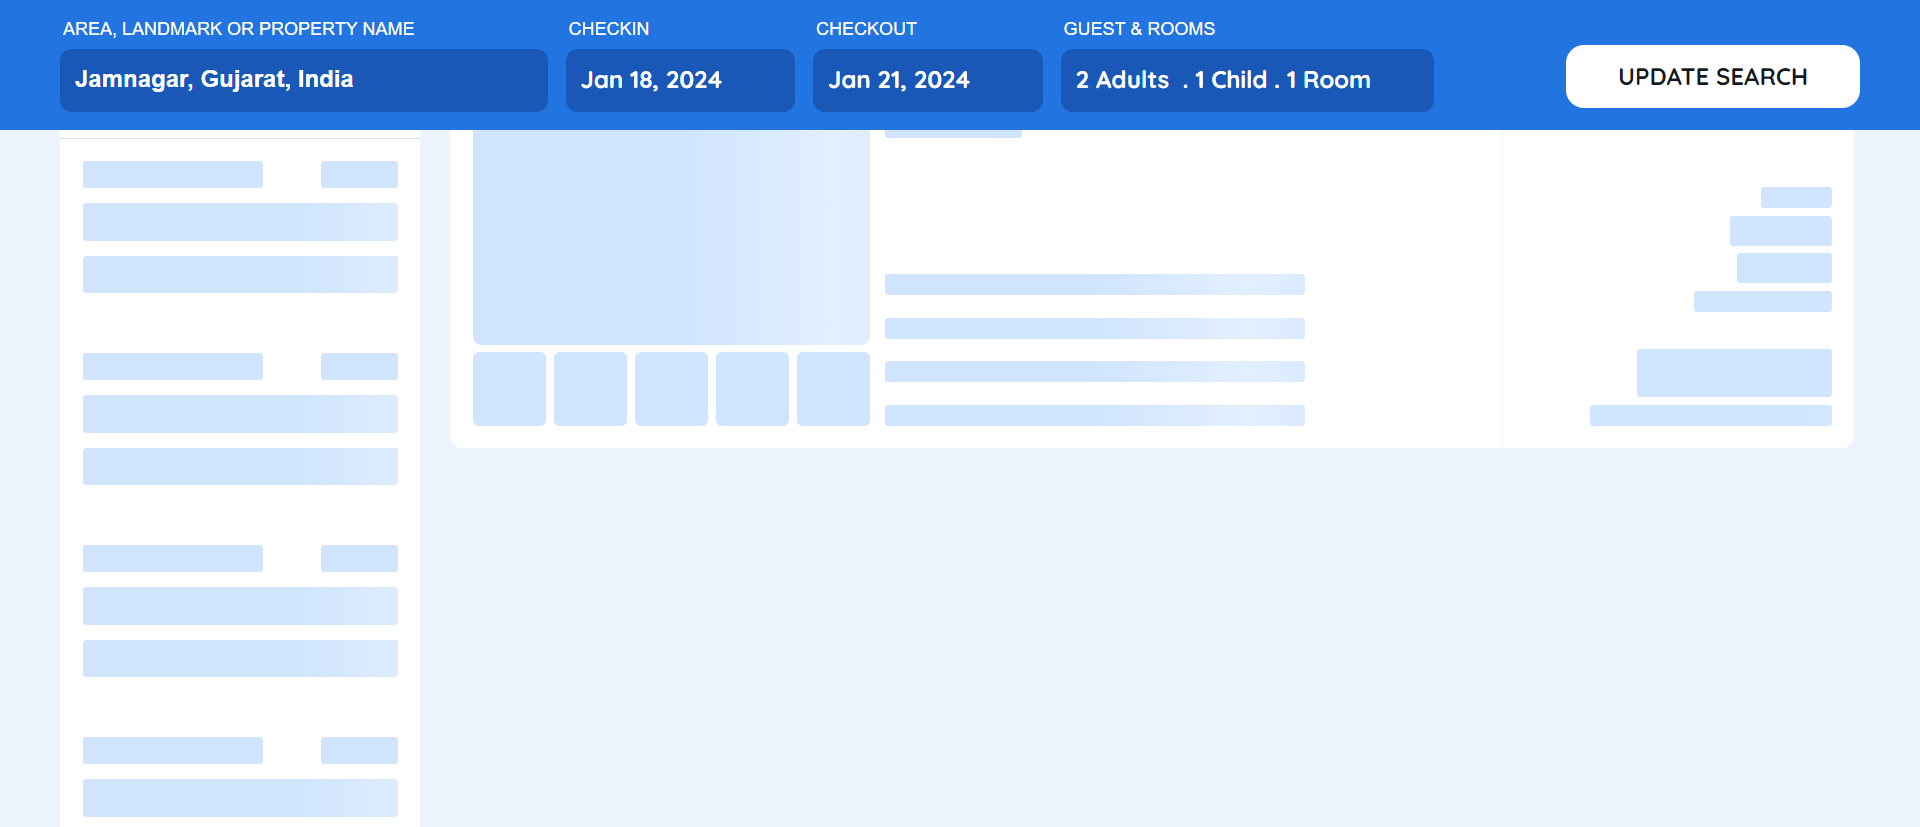 AREA, LANDMARK OR PROPERTY NAME
Jamnagar, Gujarat, India
CHECKIN
Jan 18, 2024
CHECKOUT
Jan 21, 2024
GUEST & ROOMS
2 Adults . 1 Child . 1 Room
UPDATE SEARCH